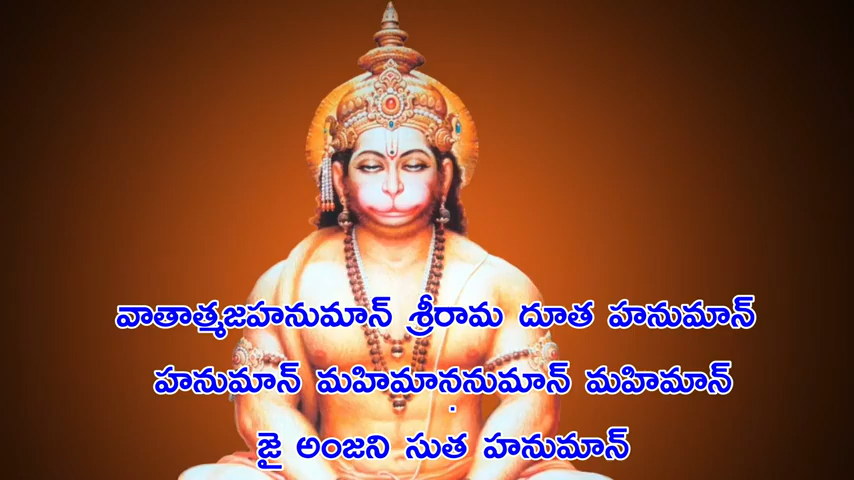 వాతాత్మజహనుమాన్ శ్రీరామ దూత హనుమాన్
హనుమాన్ మహిమాననుమాన్ మహిమాన్
జై అంజని సుత హనుమాన్